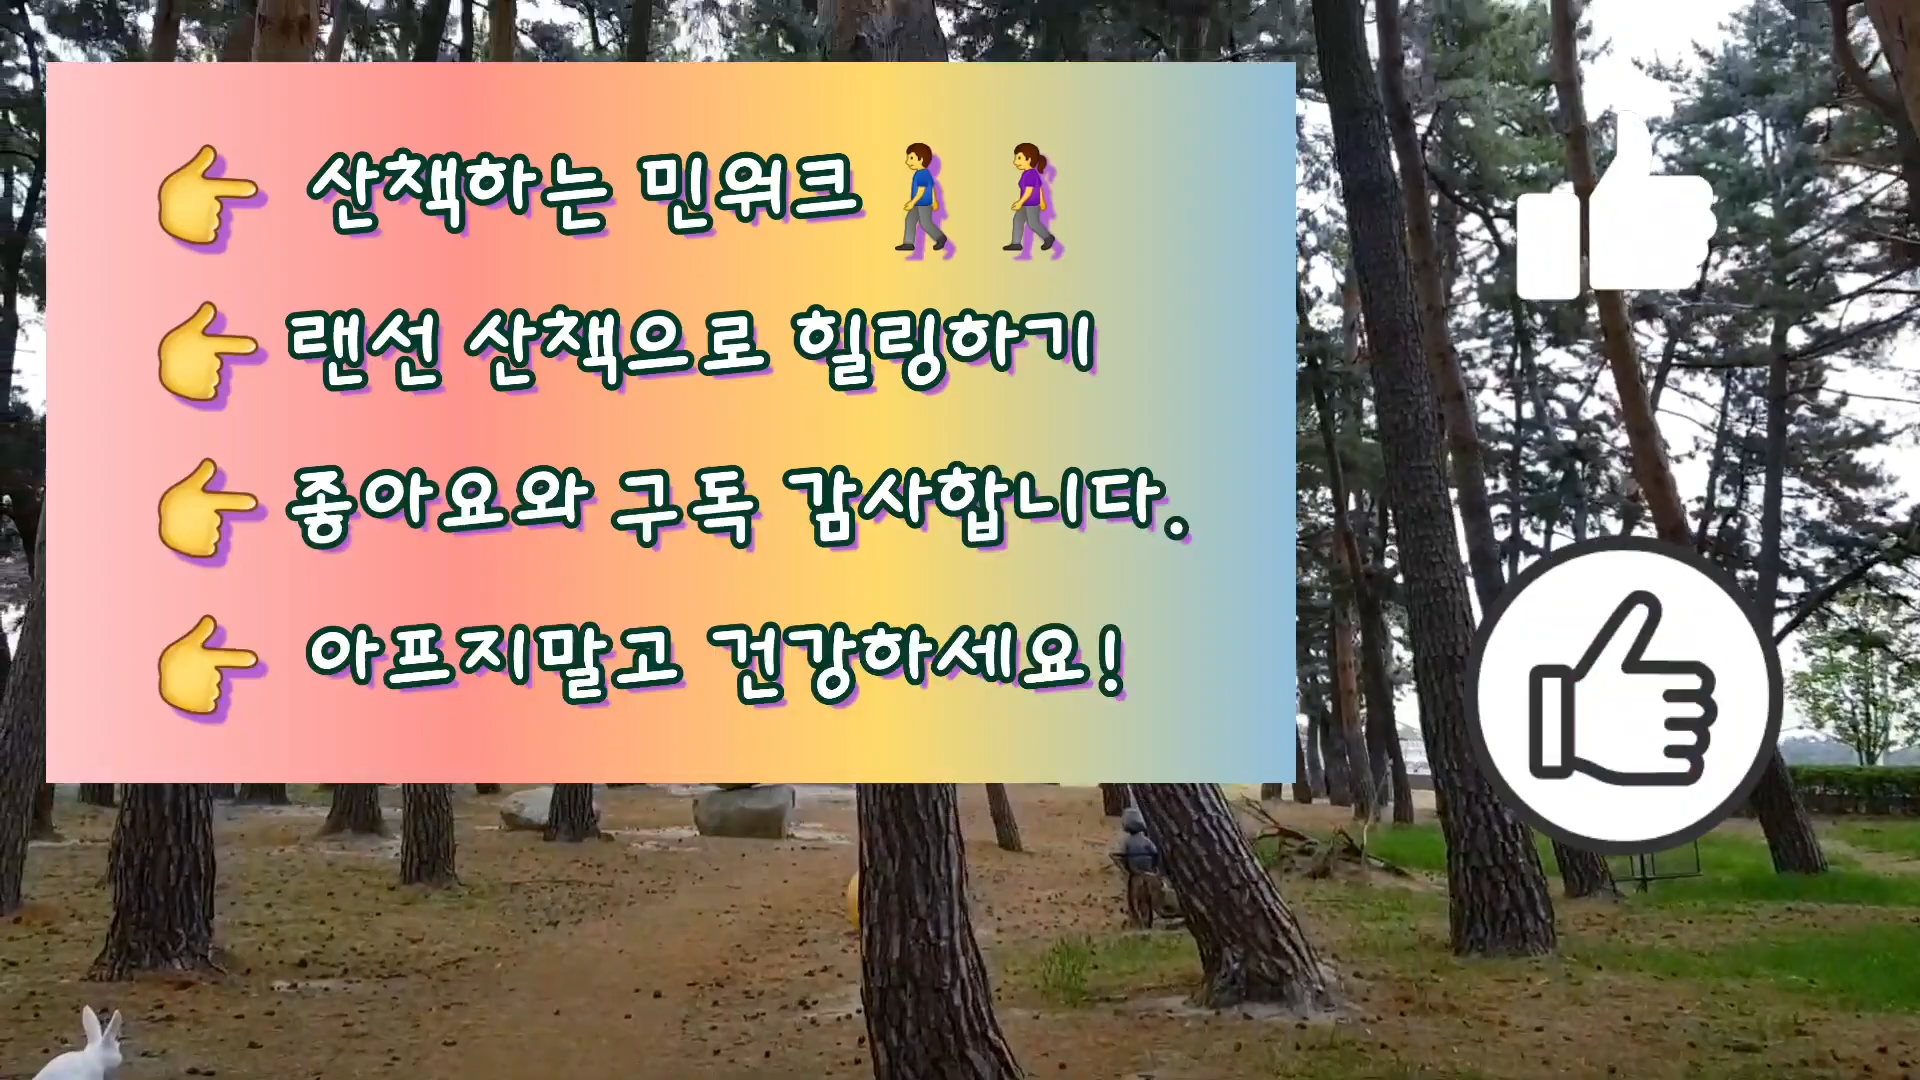 👉 산책하는 민워크 🚶‍♂️ 🚶‍♀️
👉 랜선 산책으로 힐링하기
👉 좋아요와 구독 감사합니다.
👉 아프지말고 건강하세요!